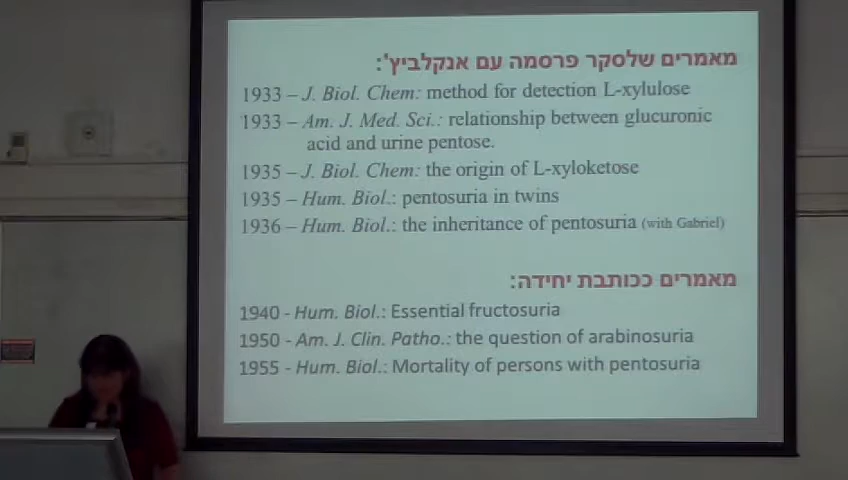 מאמרים שלסקר פרסמה עם אנקלביץ':
1933 – J. Biol. Chem: method for detection L-xylulose
1933 – Am. J. Med. Sci.: relationship between glucuronic
acid and urine pentose.
1935 – J. Biol. Chem: the origin of L-xyloketose
1935 – Hum. Biol.: pentosuria in twins
1936 – Hum. Biol.: the inheritance of pentosuria (with Gabriel)
מאמרים ככותבת יחידה:
1940 - Hum. Biol.: Essential fructosuria
1950 - Am. J. Clin. Patho.: the question of arabinosuria
1955 - Hum. Biol.: Mortality of persons with pentosuria